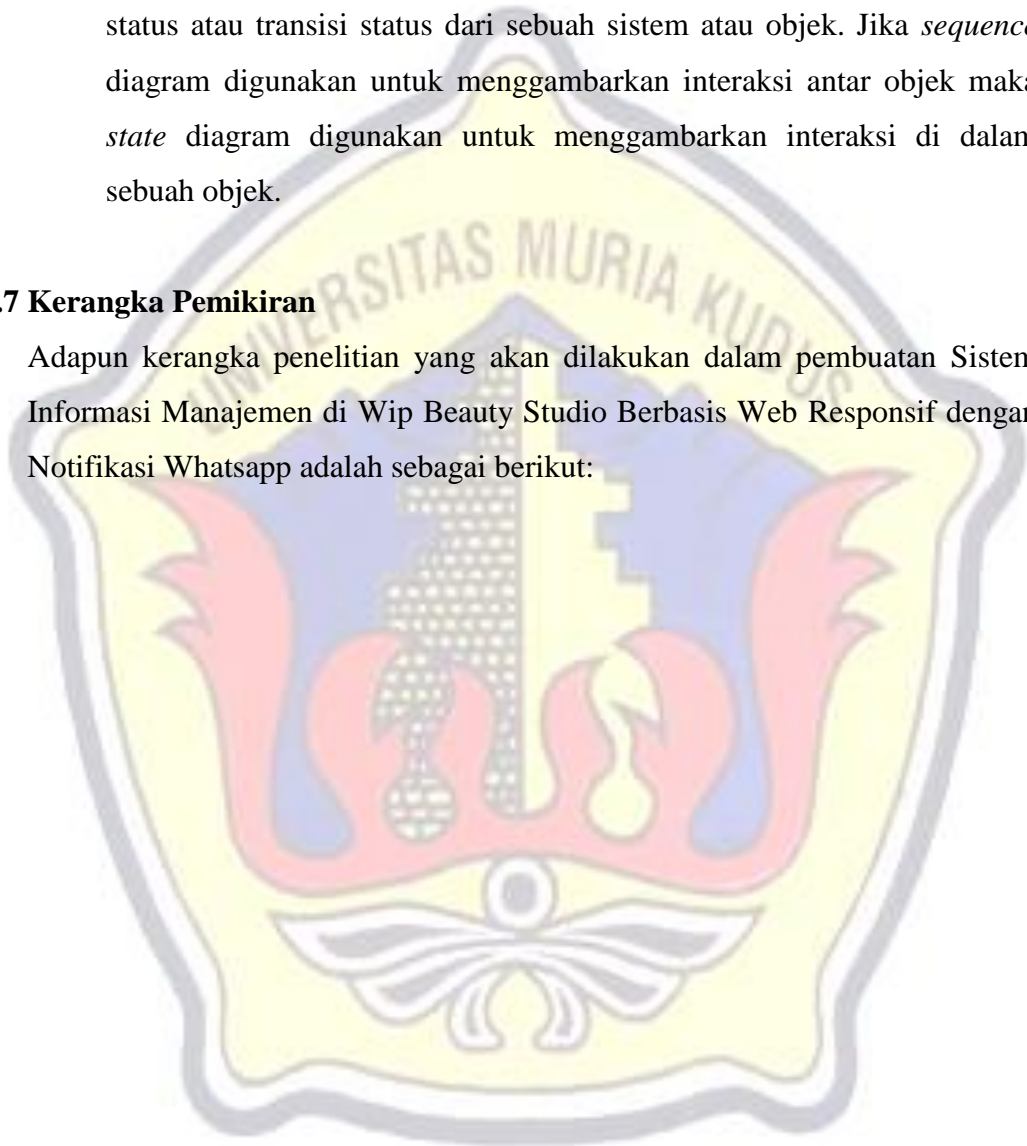 status atau transisi status dari sebuah sistem atau objek. Jika sequence
diagram digunakan untuk menggambarkan interaksi antar objek maka
state diagram digunakan untuk menggambarkan interaksi di dalam
sebuah objek.
.7 Kerangka Pemikiran
Adapun kerangka penelitian yang akan dilakukan dalam pembuatan Sistem
Informasi Manajemen di Wip Beauty Studio Berbasis Web Responsif dengan
Notifikasi Whatsapp adalah sebagai berikut:
UNIVERSITAS MURIA KUDUS